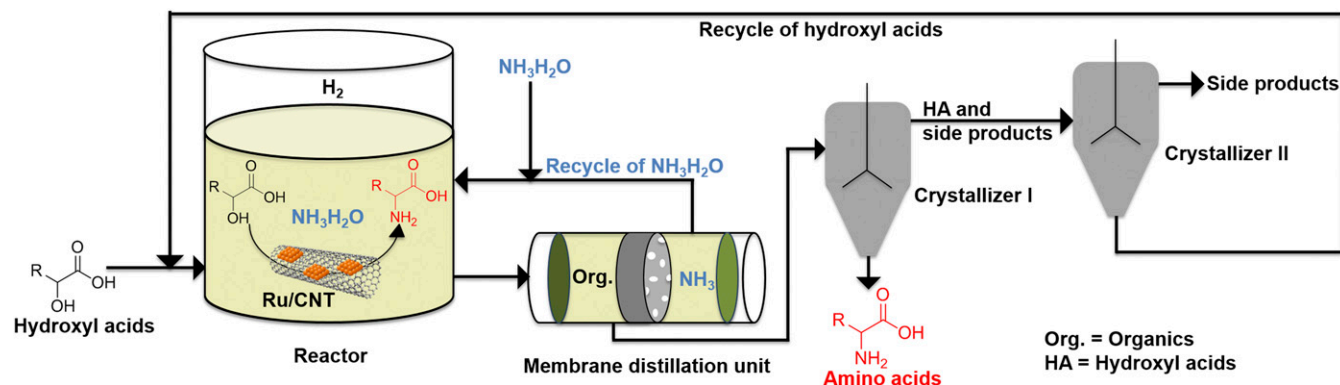 Recycle of hydroxyl acids
H₂
NH₃H₂O
HA and
side products
Side products
Crystallizer II
Recycle of NH₃H₂O
Crystallizer I
R
O
OH
OH
NH₃H₂O
R
O
OH
NH₂
Ru/CNT
R
O
OH
OH
Hydroxyl acids
Org.
NH₃
Reactor
Membrane distillation unit
R
O
OH
NH₂
Amino acids
Org. = Organics
HA = Hydroxyl acids